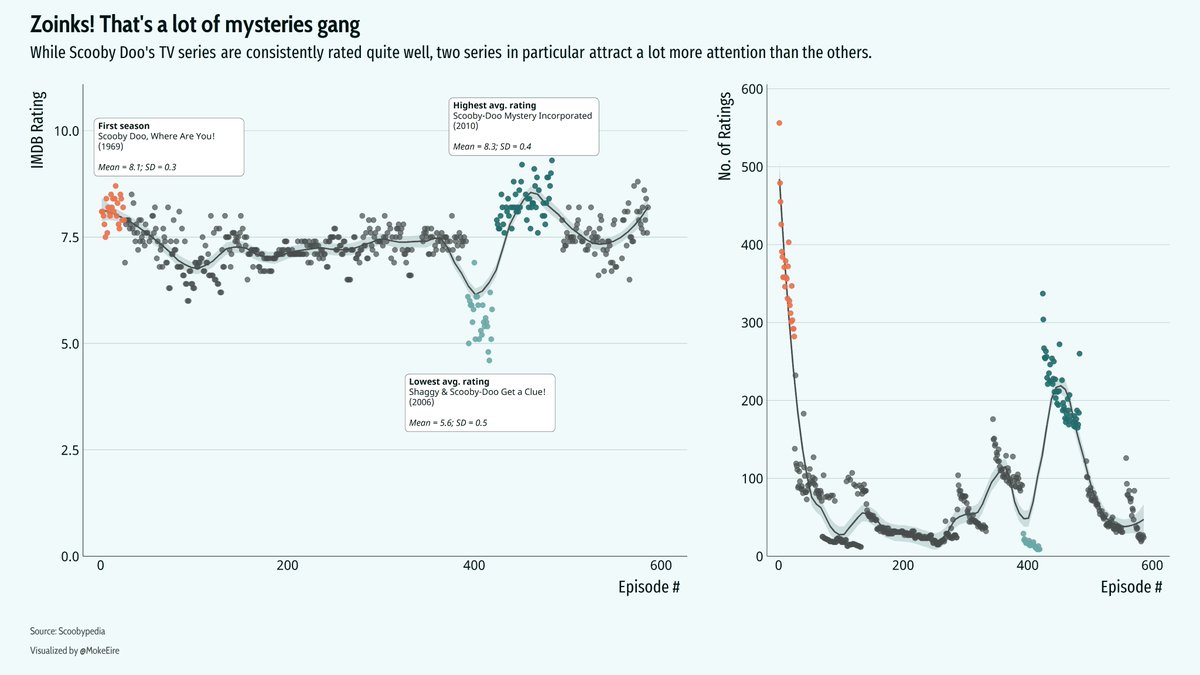 Zoinks! That's a lot of mysteries gang
While Scooby Doo's TV series are consistently rated quite well, two series in particular attract a lot more attention than the others.
IMDB Rating
10.0
7.5
5.0
2.5
0.0
First season
Scooby Doo, Where Are You!
(1969)
Mean = 8.1; SD = 0.3
Highest avg. rating
Scooby-Doo Mystery Incorporated
(2010)
Mean = 8.3; SD = 0.4
Lowest avg. rating
Shaggy & Scooby-Doo Get a Clue!
(2006)
Mean = 5.6; SD = 0.5
0 200 400 600
Episode #
No. of Ratings
600
500
400
300
200
100
0
0 200 400 600
Episode #
Source: Scoobypedia
Visualized by @MokeEire